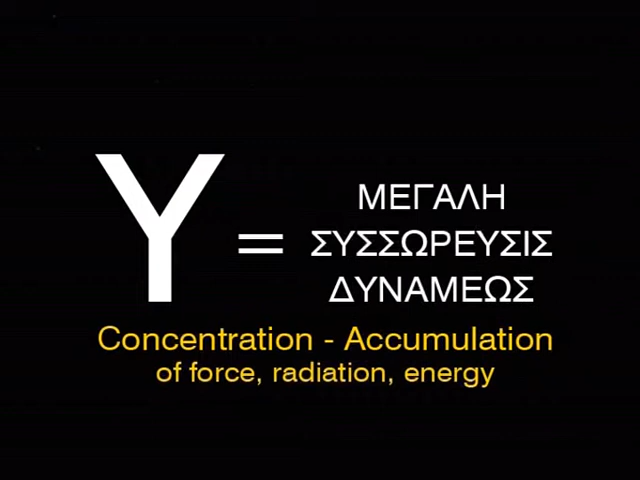 Υ = ΜΕΓΑΛΗ
ΣΥΣΣΩΡΕΥΣΙΣ
ΔΥΝΑΜΕΩΣ
Concentration - Accumulation
of force, radiation, energy